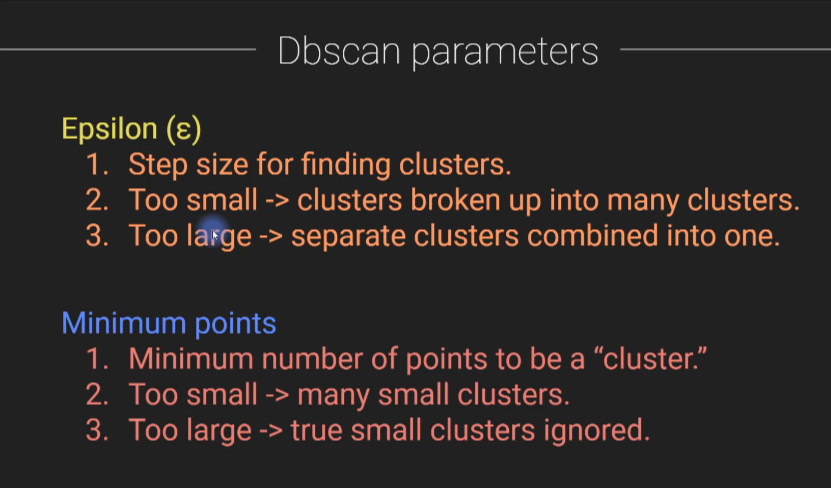 Dbscan parameters
Epsilon (ε)
1. Step size for finding clusters.
2. Too small -> clusters broken up into many clusters.
3. Too large -> separate clusters combined into one.
Minimum points
1. Minimum number of points to be a “cluster.”
2. Too small -> many small clusters.
3. Too large -> true small clusters ignored.